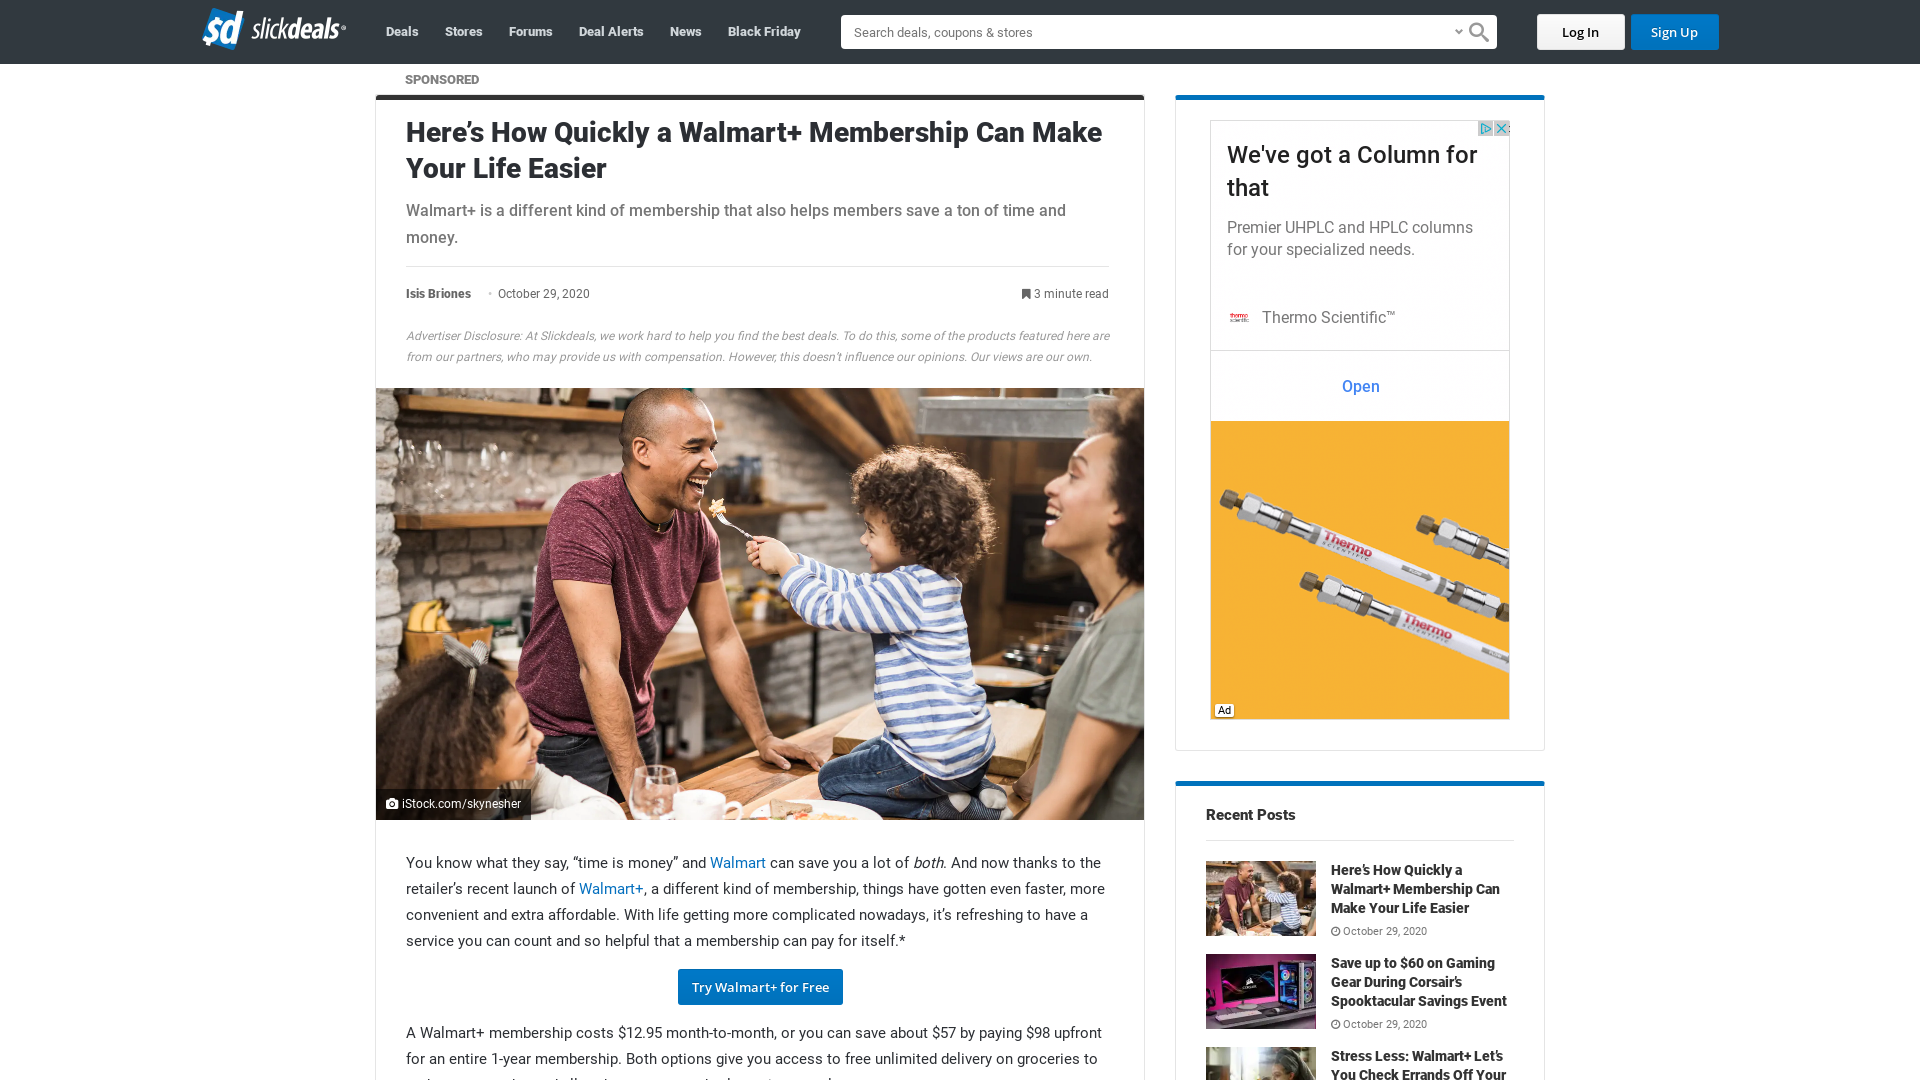 sd slickdeals
Deals
Stores
Forums
Deal Alerts
News
Black Friday
Search deals, coupons & stores
Log In
Sign Up
SPONSORED
Here’s How Quickly a Walmart+ Membership Can Make
Your Life Easier
Walmart+ is a different kind of membership that also helps members save a ton of time and
money.
Isis Briones • October 29, 2020
3 minute read
Advertiser Disclosure: At Slickdeals, we work hard to help you find the best deals. To do this, some of the products featured here are
from our partners, who may provide us with compensation. However, this doesn’t influence our opinions. Our views are our own.
iStock.com/skynesher
You know what they say, “time is money” and Walmart can save you a lot of both. And now thanks to the
retailer’s recent launch of Walmart+, a different kind of membership, things have gotten even faster, more
convenient and extra affordable. With life getting more complicated nowadays, it’s refreshing to have a
service you can count and so helpful that a membership can pay for itself.*
Try Walmart+ for Free
A Walmart+ membership costs $12.95 month-to-month, or you can save about $57 by paying $98 upfront
for an entire 1-year membership. Both options give you access to free unlimited delivery on groceries to
We've got a Column for
that
Premier UHPLC and HPLC columns
for your specialized needs.
thermo
scientific
Thermo Scientific™
Open
Thermo
SCIENTIFIC
Thermo
SCIENTIFIC
Ad
Recent Posts
Here’s How Quickly a
Walmart+ Membership Can
Make Your Life Easier
October 29, 2020
Save up to $60 on Gaming
Gear During Corsair’s
Spooktacular Savings Event
October 29, 2020
Stress Less: Walmart+ Let’s
You Check Errands Off Your